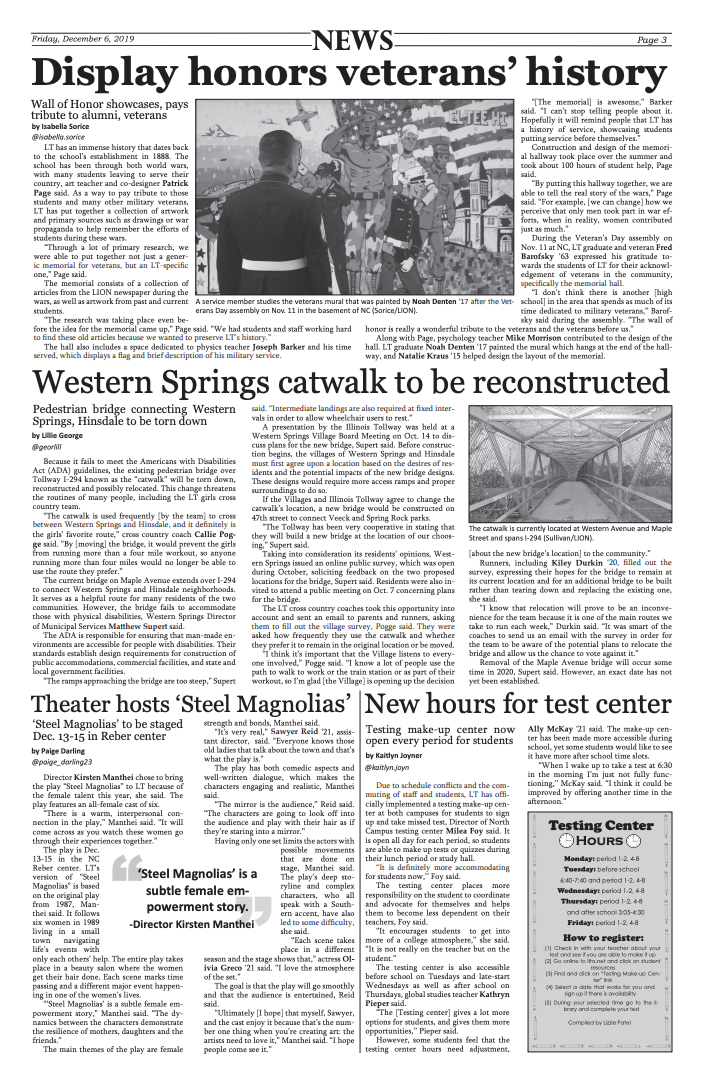 Friday, December 6, 2019
NEWS
Page 3
Display honors veterans’ history
Wall of Honor showcases, pays
tribute to alumni, veterans
by Isabella Sorice
@isabella.sorice
LT has an immense history that dates back
to the school’s establishment in 1888. The
school has been through both world wars,
with many students leaving to serve their
country, art teacher and co-designer Patrick
Page said. As a way to pay tribute to those
students and many other military veterans,
LT has put together a collection of artwork
and primary sources such as drawings or war
propaganda to help remember the efforts of
students during these wars.
“Through a lot of primary research, we
were able to put together not just a gener-
ic memorial for veterans, but an LT-specific
one,” Page said.
The memorial consists of a collection of
articles from the LION newspaper during the
wars, as well as artwork from past and current
students.
“The research was taking place even be-
fore the idea for the memorial came up,” Page said. “We had students and staff working hard
to find these old articles because we wanted to preserve LT’s history.”
The hall also includes a space dedicated to physics teacher Joseph Barker and his time
served, which displays a flag and brief description of his military service.
EL TEE HI
A service member studies the veterans mural that was painted by Noah Denten ’17 after the Vet-
erans Day assembly on Nov. 11 in the basement of NC (Sorice/LION).
“[The memorial] is awesome,” Barker
said. “I can’t stop telling people about it.
Hopefully it will remind people that LT has
a history of service, showcasing students
putting service before themselves.”
Construction and design of the memori-
al hallway took place over the summer and
took about 100 hours of student help, Page
said.
“By putting this hallway together, we are
able to tell the real story of the wars,” Page
said. “For example, [we can change] how we
perceive that only men took part in war ef-
forts, when in reality, women contributed
just as much.”
During the Veteran’s Day assembly on
Nov. 11 at NC, LT graduate and veteran Fred
Barofsky ’63 expressed his gratitude to-
wards the students of LT for their acknowl-
edgement of veterans in the community,
specifically the memorial hall.
“I don’t think there is another [high
school] in the area that spends as much of its
time dedicated to military veterans,” Barof-
sky said during the assembly. “The wall of
honor is really a wonderful tribute to the veterans and the veterans before us.”
Along with Page, psychology teacher Mike Morrison contributed to the design of the
hall. LT graduate Noah Denten ’17 painted the mural which hangs at the end of the hall-
way, and Natalie Kraus ’15 helped design the layout of the memorial.
Western Springs catwalk to be reconstructed
Pedestrian bridge connecting Western
Springs, Hinsdale to be torn down
by Lillie George
@georlill
Because it fails to meet the Americans with Disabilities
Act (ADA) guidelines, the existing pedestrian bridge over
Tollway I-294 known as the “catwalk” will be torn down,
reconstructed and possibly relocated. This change threatens
the routines of many people, including the LT girls cross
country team.
“The catwalk is used frequently [by the team] to cross
between Western Springs and Hinsdale, and it definitely is
the girls’ favorite route,” cross country coach Callie Pog-
ge said. “By [moving] the bridge, it would prevent the girls
from running more than a four mile workout, so anyone
running more than four miles would no longer be able to
use the route they prefer.”
The current bridge on Maple Avenue extends over I-294
to connect Western Springs and Hinsdale neighborhoods.
It serves as a helpful route for many residents of the two
communities. However, the bridge fails to accommodate
those with physical disabilities, Western Springs Director
of Municipal Services Matthew Supert said.
The ADA is responsible for ensuring that man-made en-
vironments are accessible for people with disabilities. Their
standards establish design requirements for construction of
public accommodations, commercial facilities, and state and
local government facilities.
“The ramps approaching the bridge are too steep,” Supert
said. “Intermediate landings are also required at fixed inter-
vals in order to allow wheelchair users to rest.”
A presentation by the Illinois Tollway was held at a
Western Springs Village Board Meeting on Oct. 14 to dis-
cuss plans for the new bridge, Supert said. Before construc-
tion begins, the villages of Western Springs and Hinsdale
must first agree upon a location based on the desires of res-
idents and the potential impacts of the new bridge designs.
These designs would require more access ramps and proper
surroundings to do so.
If the Villages and Illinois Tollway agree to change the
catwalk’s location, a new bridge would be constructed on
47th street to connect Veeck and Spring Rock parks.
“The Tollway has been very cooperative in stating that
they will build a new bridge at the location of our choos-
ing,” Supert said.
Taking into consideration its residents’ opinions, West-
ern Springs issued an online public survey, which was open
during October, soliciting feedback on the two proposed
locations for the bridge, Supert said. Residents were also in-
vited to attend a public meeting on Oct. 7 concerning plans
for the bridge.
The LT cross country coaches took this opportunity into
account and sent an email to parents and runners, asking
them to fill out the village survey, Pogge said. They were
asked how frequently they use the catwalk and whether
they prefer it to remain in the original location or be moved.
“I think it’s important that the Village listens to every-
one involved,” Pogge said. “I know a lot of people use the
path to walk to work or the train station or as part of their
workout, so I’m glad [the Village] is opening up the decision
The catwalk is currently located at Western Avenue and Maple
Street and spans I-294 (Sullivan/LION).
[about the new bridge’s location] to the community.”
Runners, including Kiley Durkin ’20, filled out the
survey, expressing their hopes for the bridge to remain at
its current location and for an additional bridge to be built
rather than tearing down and replacing the existing one,
she said.
“I know that relocation will prove to be an inconve-
nience for the team because it is one of the main routes we
take to run each week,” Durkin said. “It was smart of the
coaches to send us an email with the survey in order for
the team to be aware of the potential plans to relocate the
bridge and allow us the chance to vote against it.”
Removal of the Maple Avenue bridge will occur some
time in 2020, Supert said. However, an exact date has not
yet been established.
Theater hosts ‘Steel Magnolias’
‘Steel Magnolias’ to be staged
Dec. 13-15 in Reber center
by Paige Darling
@paige_darling23
Director Kirsten Manthei chose to bring
the play “Steel Magnolias” to LT because of
the female talent this year, she said. The
play features an all-female cast of six.
“There is a warm, interpersonal con-
nection in the play,” Manthei said. “It will
come across as you watch these women go
through their experiences together.”
The play is Dec.
13-15 in the NC
Reber center. LT’s
version of “Steel
Magnolias” is based
on the original play
from 1987, Man-
thei said. It follows
six women in 1989
living in a small
town navigating
life’s events with
only each others’ help. The entire play takes
place in a beauty salon where the women
get their hair done. Each scene marks time
passing and a different major event happen-
ing in one of the women’s lives.
“‘Steel Magnolias’ is a subtle female em-
powerment story,” Manthei said. “The dy-
namics between the characters demonstrate
the resilience of mothers, daughters and the
friends.”
The main themes of the play are female
“
‘Steel Magnolias’ is a
subtle female em-
powerment story.
-Director Kirsten Manthei
”
strength and bonds, Manthei said.
“It’s very real,” Sawyer Reid ’21, assis-
tant director, said. “Everyone knows those
old ladies that talk about the town and that’s
what the play is.”
The play has both comedic aspects and
well-written dialogue, which makes the
characters engaging and realistic, Manthei
said.
“The mirror is the audience,” Reid said.
“The characters are going to look off into
the audience and play with their hair as if
they’re staring into a mirror.”
Having only one set limits the actors with
possible movements
that are done on
stage, Manthei said.
The play’s deep sto-
ryline and complex
characters, who all
speak with a South-
ern accent, have also
led to some difficulty,
she said.
“Each scene takes
place in a different
season and the stage shows that,” actress Ol-
ivia Greco ’21 said. “I love the atmosphere
of the set.”
The goal is that the play will go smoothly
and that the audience is entertained, Reid
said.
“Ultimately [I hope] that myself, Sawyer,
and the cast enjoy it because that’s the num-
ber one thing when you’re creating art: the
artists need to love it,” Manthei said. “I hope
people come see it.”
New hours for test center
Testing make-up center now
open every period for students
by Kaitlyn Joyner
@kaitlyn.joyn
Due to schedule conflicts and the com-
muting of staff and students, LT has offi-
cially implemented a testing make-up cen-
ter at both campuses for students to sign
up and take missed test, Director of North
Campus testing center Milea Foy said. It
is open all day for each period, so students
are able to make up tests or quizzes during
their lunch period or study hall.
“It is definitely more accommodating
for students now,” Foy said.
The testing center places more
responsibility on the student to coordinate
and advocate for themselves and helps
them to become less dependent on their
teachers, Foy said.
“It encourages students to get into
more of a college atmosphere,” she said.
“It is not really on the teacher but on the
student.”
The testing center is also accessible
before school on Tuesdays and late-start
Wednesdays as well as after school on
Thursdays, global studies teacher Kathryn
Pieper said.
“The [Testing center] gives a lot more
options for students, and gives them more
opportunities,” Pieper said.
However, some students feel that the
testing center hours need adjustment,
Ally McKay ’21 said. The make-up cen-
ter has been made more accessible during
school, yet some students would like to see
it have more after school time slots.
“When I wake up to take a test at 6:30
in the morning I’m just not fully func-
tioning,” McKay said. “I think it could be
improved by offering another time in the
afternoon.”
Testing Center
HOURS
Monday: period 1-2, 4-8
Tuesday: before school
6:40-7:40 and period 1-2, 4-8
Wednesday: period 1-2, 4-8
Thursday: period 1-2, 4-8
and after school 3:05-4:30
Friday: period 1-2, 4-8
How to register:
(1) Check in with your teacher about your
test and see if you are able to make it up
(2) Go online to lths.net and click on student
resources
(3) Find and click on “Testing Make-up Cen-
ter” link
(4) Select a date that works for you and
sign up if there is availability
(5) During your selected time go to the li-
brary and complete your test
Compiled by Lizzie Patel